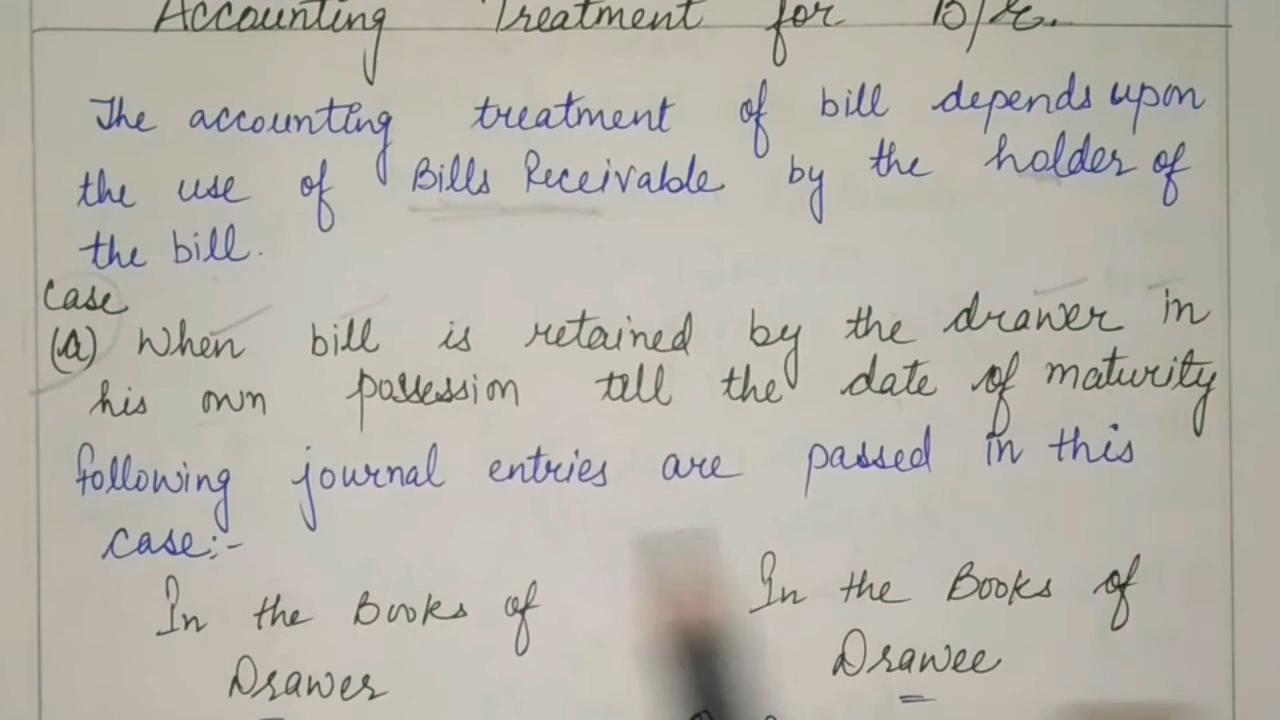 Accounting Treatment for B/E.
The accounting treatment of bill depends upon
the use of Bills Receivable by the holder of
the bill.
Case
(a) When bill is retained by the drawer in
his own possession till the date of maturity
following journal entries are passed in this
case:-
In the Books of Drawer
In the Books of Drawee